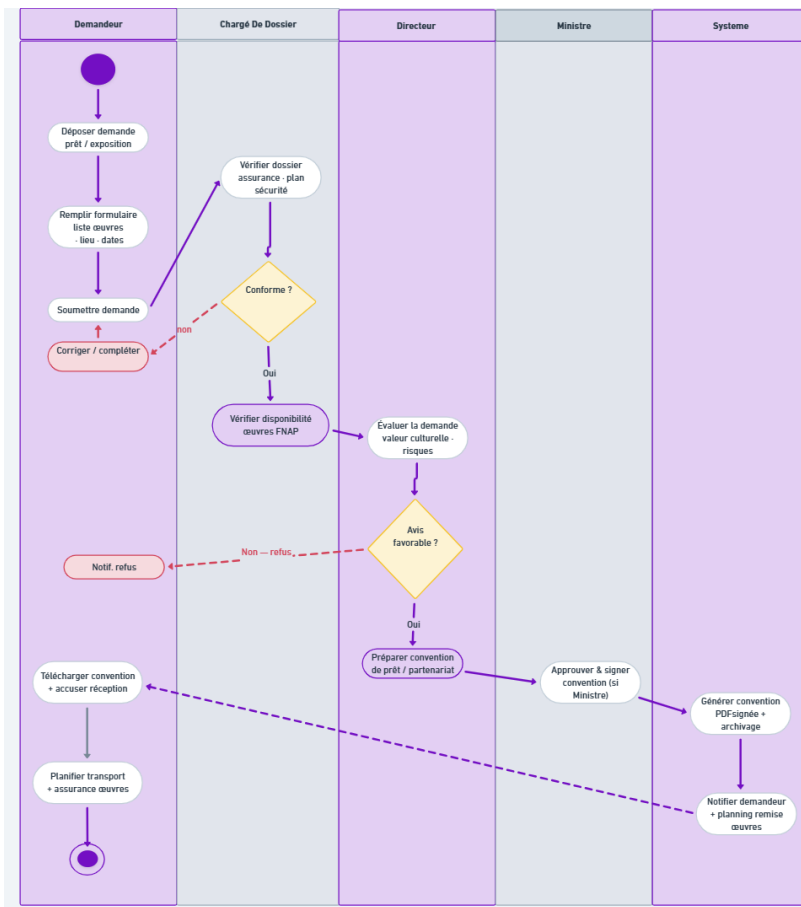 Demandeur
Chargé De Dossier
Directeur
Ministre
Systeme
Déposer demande
prêt / exposition
Vérifier dossier
assurance · plan
sécurité
Remplir formulaire
liste œuvres
· lieu · dates
Conforme ?
Soumettre demande
non
Corriger / compléter
Oui
Vérifier disponibilité
œuvres FNAP
Évaluer la demande
valeur culturelle ·
risques
Avis
favorable ?
Non — refus
Notif. refus
Oui
Préparer convention
de prêt / partenariat
Télécharger convention
+ accuser réception
Approuver & signer
convention (si
Ministre)
Générer convention
PDFsignée +
archivage
Planifier transport
+ assurance œuvres
Notifier demandeur
+ planning remise
œuvres